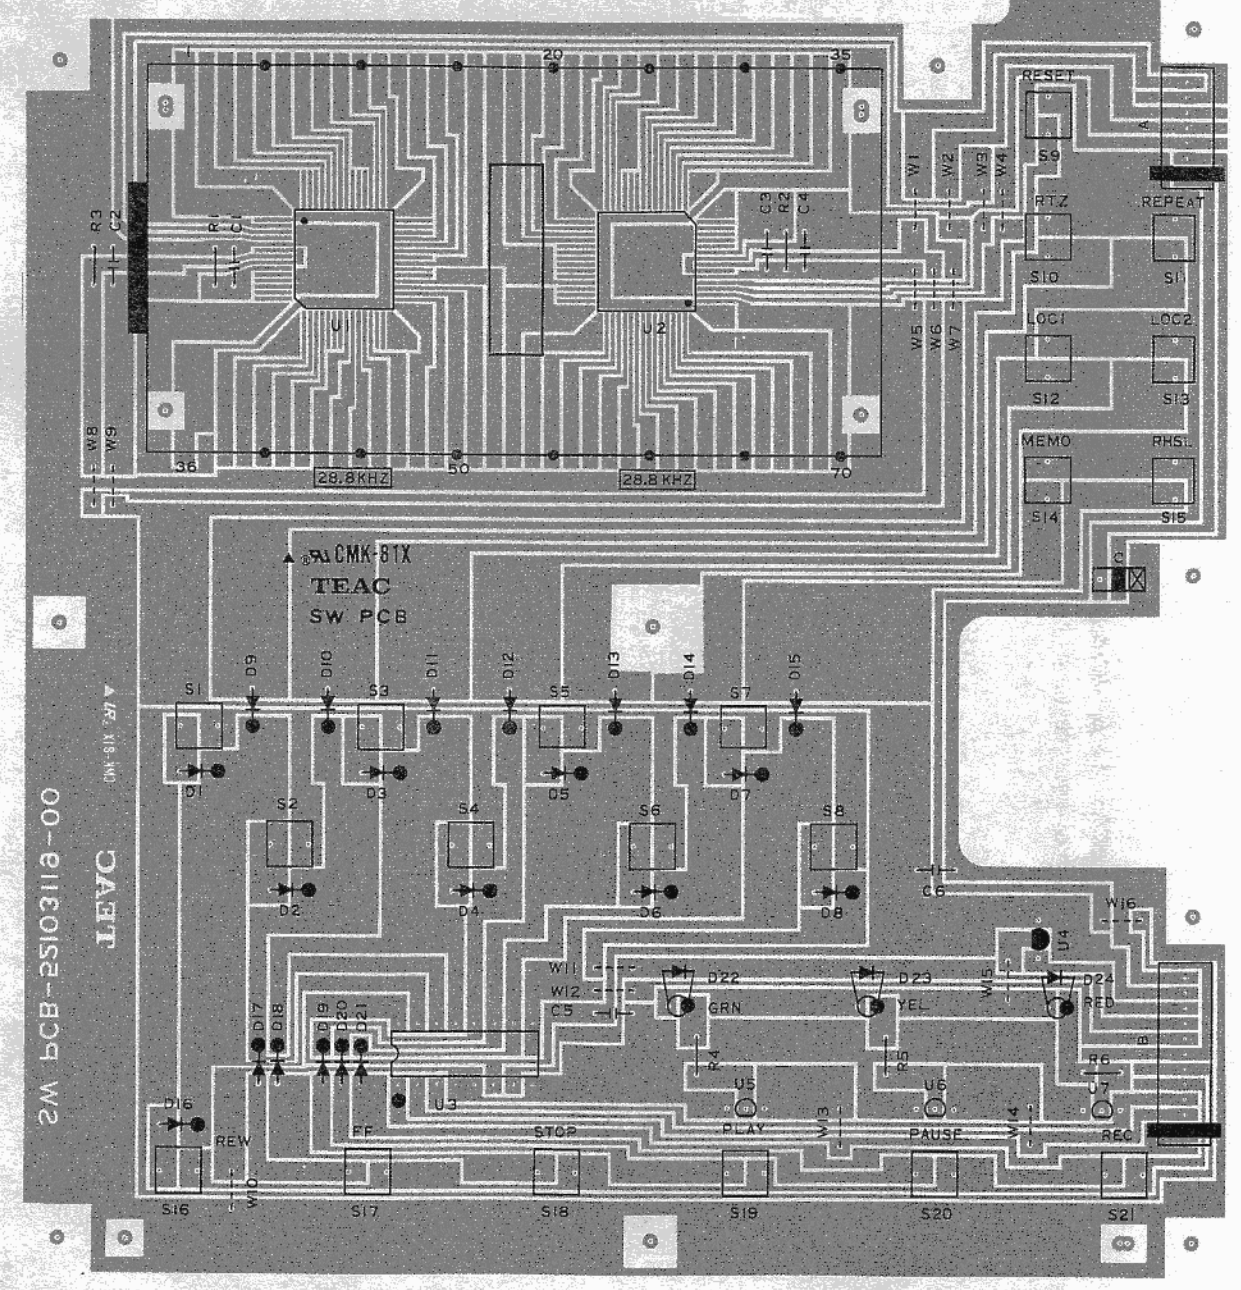 1 20 35
RESET
A
S9
W1 W2 W3 W4
R3 C2 R1 C1
C3 R2 C4
RTZ REPEAT
S10 S11
U1 U2
W5 W6 W7
LOC1 LOC2
S12 S13
W8 W9
MEMO RHSL
36 50 70
28.8KHZ 28.8KHZ
S14 S15
CMK-81X
TEAC
SW PCB
C
D9 D10 D11 D12 D13 D14 D15
S1 S3 S5 S7
D1 D3 D5 D7
S2 S4 S6 S8
D2 D4 D6 D8
C6
W16
U4
W11
W12
C5
D22 D23 D24
GRN YEL RED
W15
D17 D18 D19 D20 D21
B
R4 R5 R6
U3 U5 U6 U7
D16
W13 W14
REW FF STOP PLAY PAUSE REC
W10
S16 S17 S18 S19 S20 S21
CMK-81X
TEAC
SW PCB-52103119-00